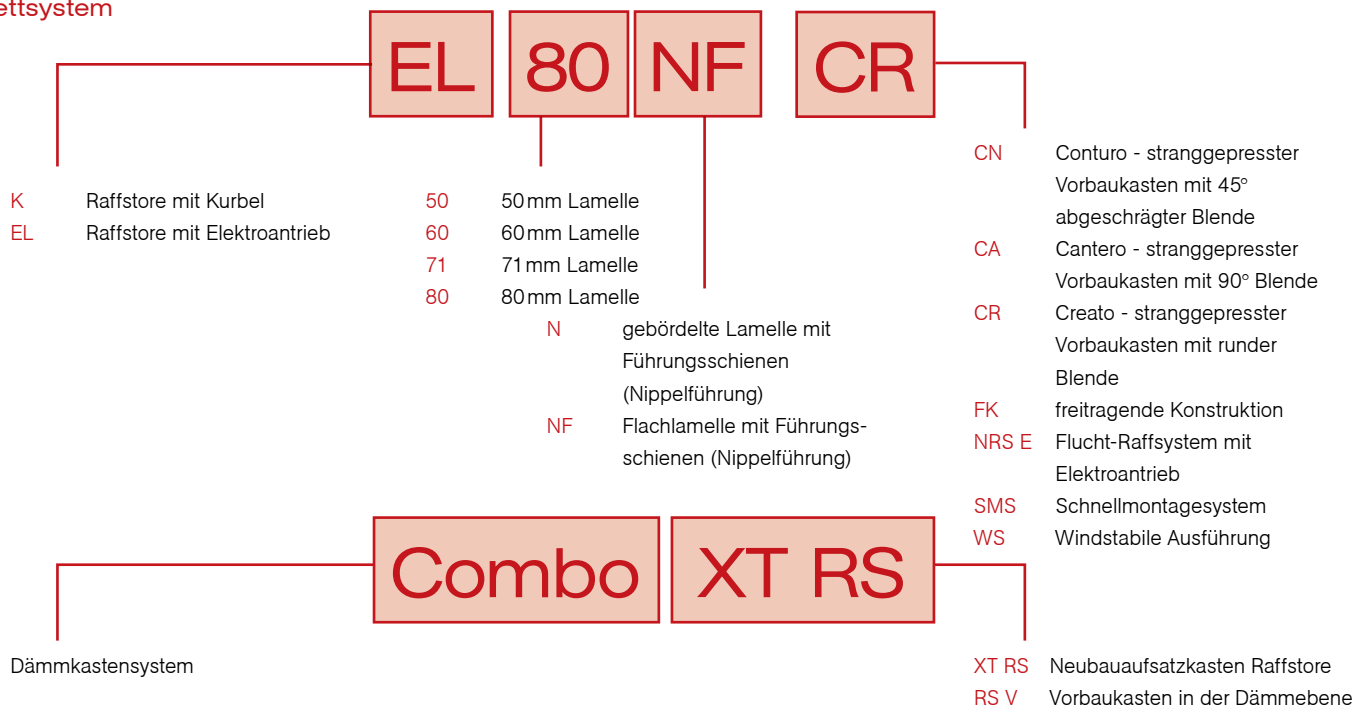 ettsystem
EL 80 NF CR
K Raffstore mit Kurbel
EL Raffstore mit Elektroantrieb
50 50 mm Lamelle
60 60 mm Lamelle
71 71 mm Lamelle
80 80 mm Lamelle
N gebördelte Lamelle mit
Führungsschienen
(Nippelführung)
NF Flachlamelle mit Führungs-
schienen (Nippelführung)
CN Conturo - stranggepresster
Vorbaukasten mit 45°
abgeschrägter Blende
CA Cantero - stranggepresster
Vorbaukasten mit 90° Blende
CR Creato - stranggepresster
Vorbaukasten mit runder
Blende
FK freitragende Konstruktion
NRS E Flucht-Raffsystem mit
Elektroantrieb
SMS Schnellmontagesystem
WS Windstabile Ausführung
Combo XT RS
Dämmkastensystem
XT RS Neubauaufsatzkasten Raffstore
RS V Vorbaukasten in der Dämmebene